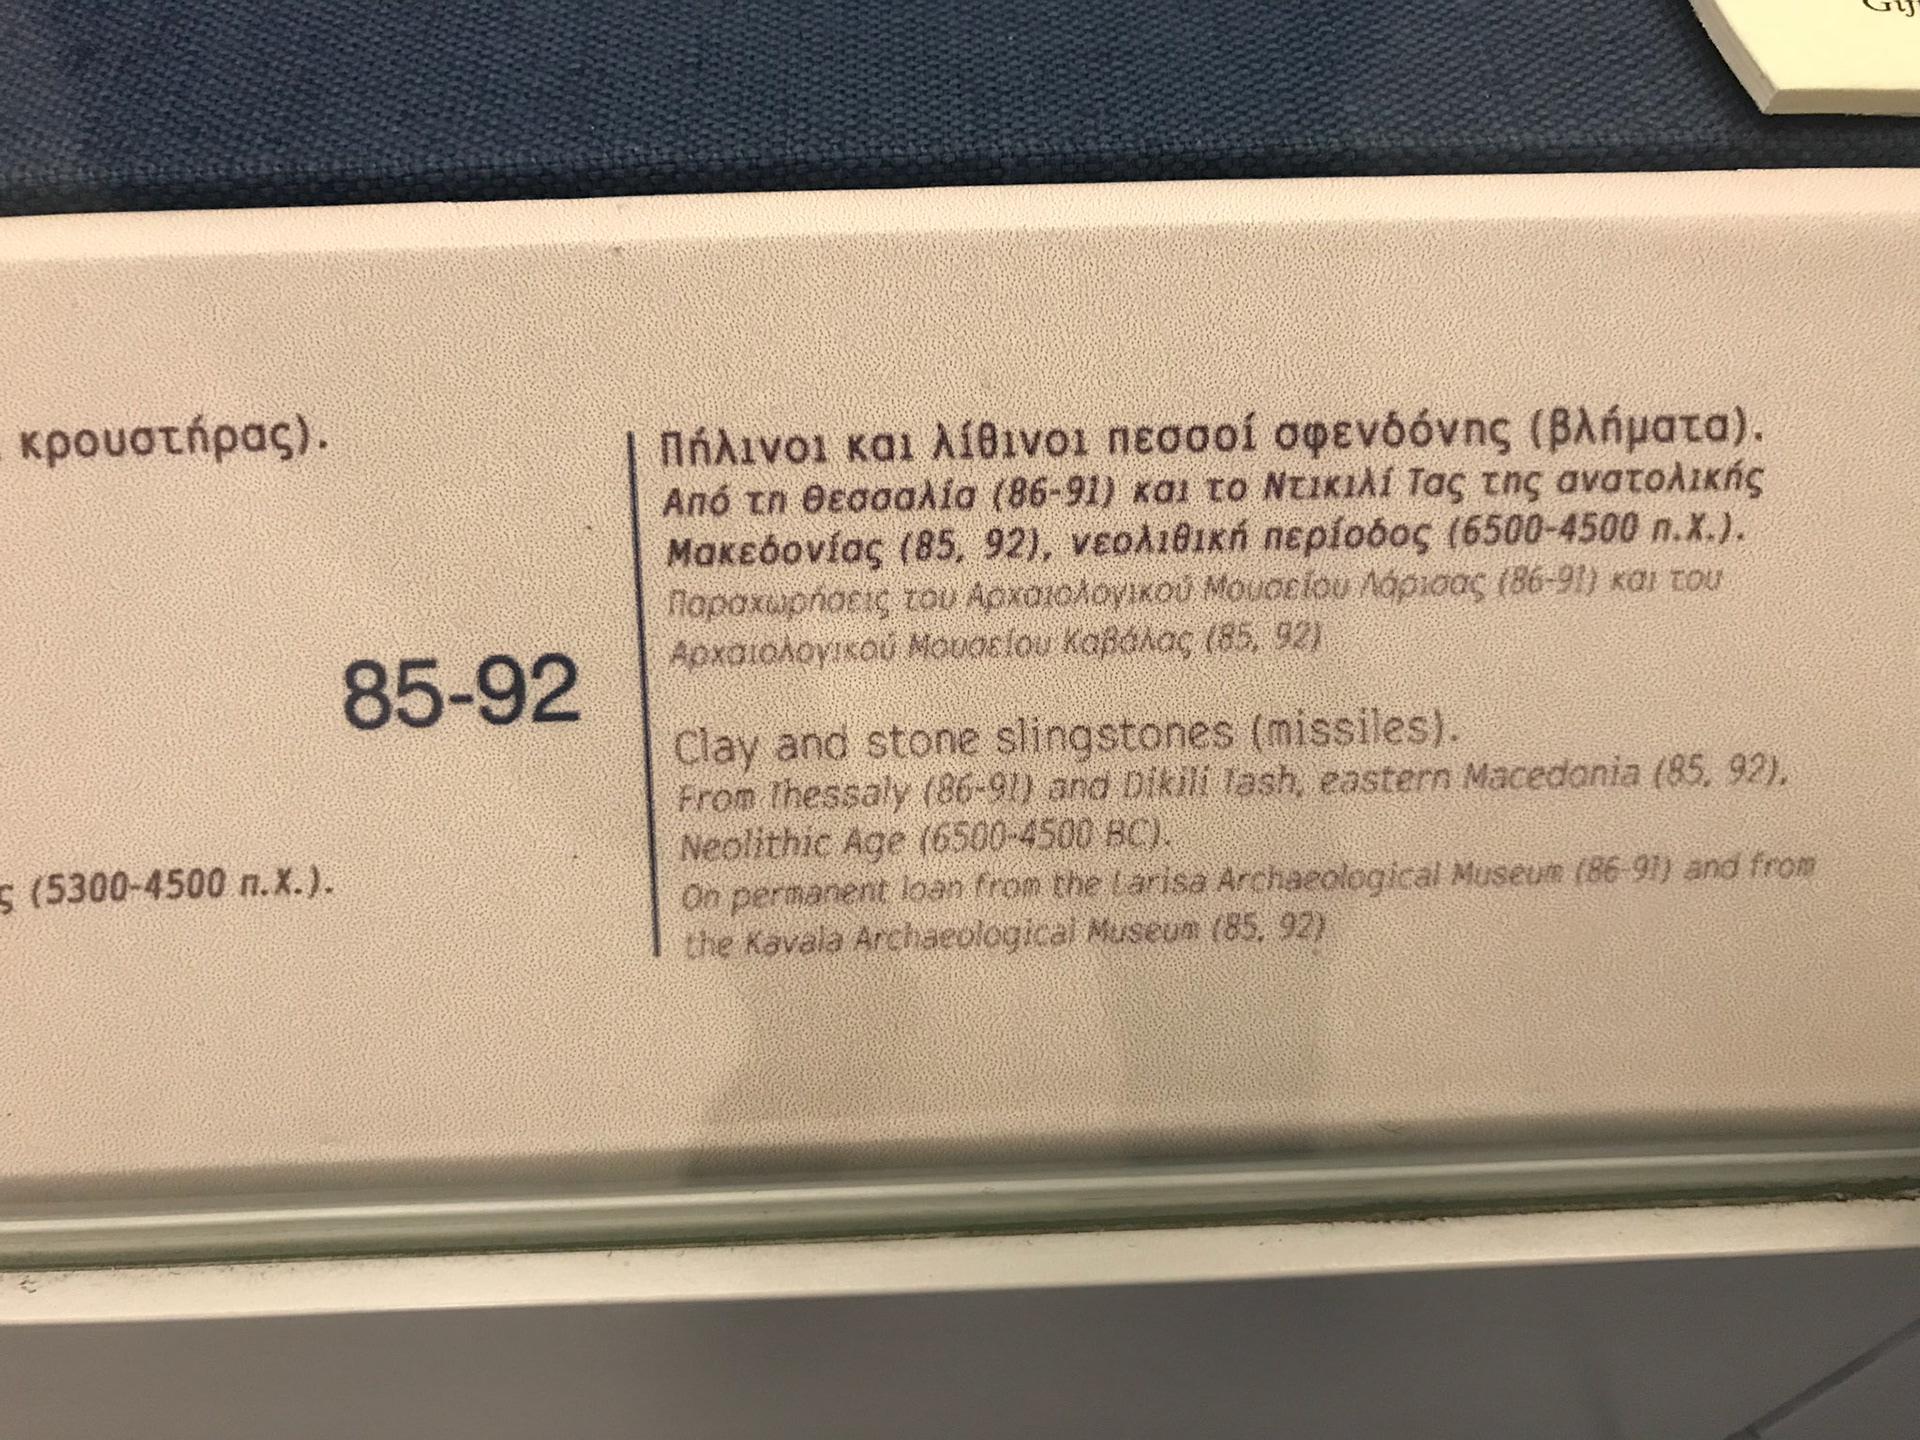 Gif
κρουστήρας).
ς (5300-4500 π.Χ.).
85-92
Πήλινοι και λίθινοι πεσσοί σφενδόνης (βλήματα).
Από τη Θεσσαλία (86-91) και το Ντικιλί Τας της ανατολικής
Μακεδονίας (85, 92), νεολιθική περίοδος (6500-4500 π.Χ.).
Παραχωρήσεις του Αρχαιολογικού Μουσείου Λάρισας (86-91) και του
Αρχαιολογικού Μουσείου Καβάλας (85, 92)
Clay and stone slingstones (missiles).
From Thessaly (86-91) and Dikili Tash, eastern Macedonia (85, 92),
Neolithic Age (6500-4500 BC).
On permanent loan from the Larisa Archaeological Museum (86-91) and from
the Kavala Archaeological Museum (85, 92)